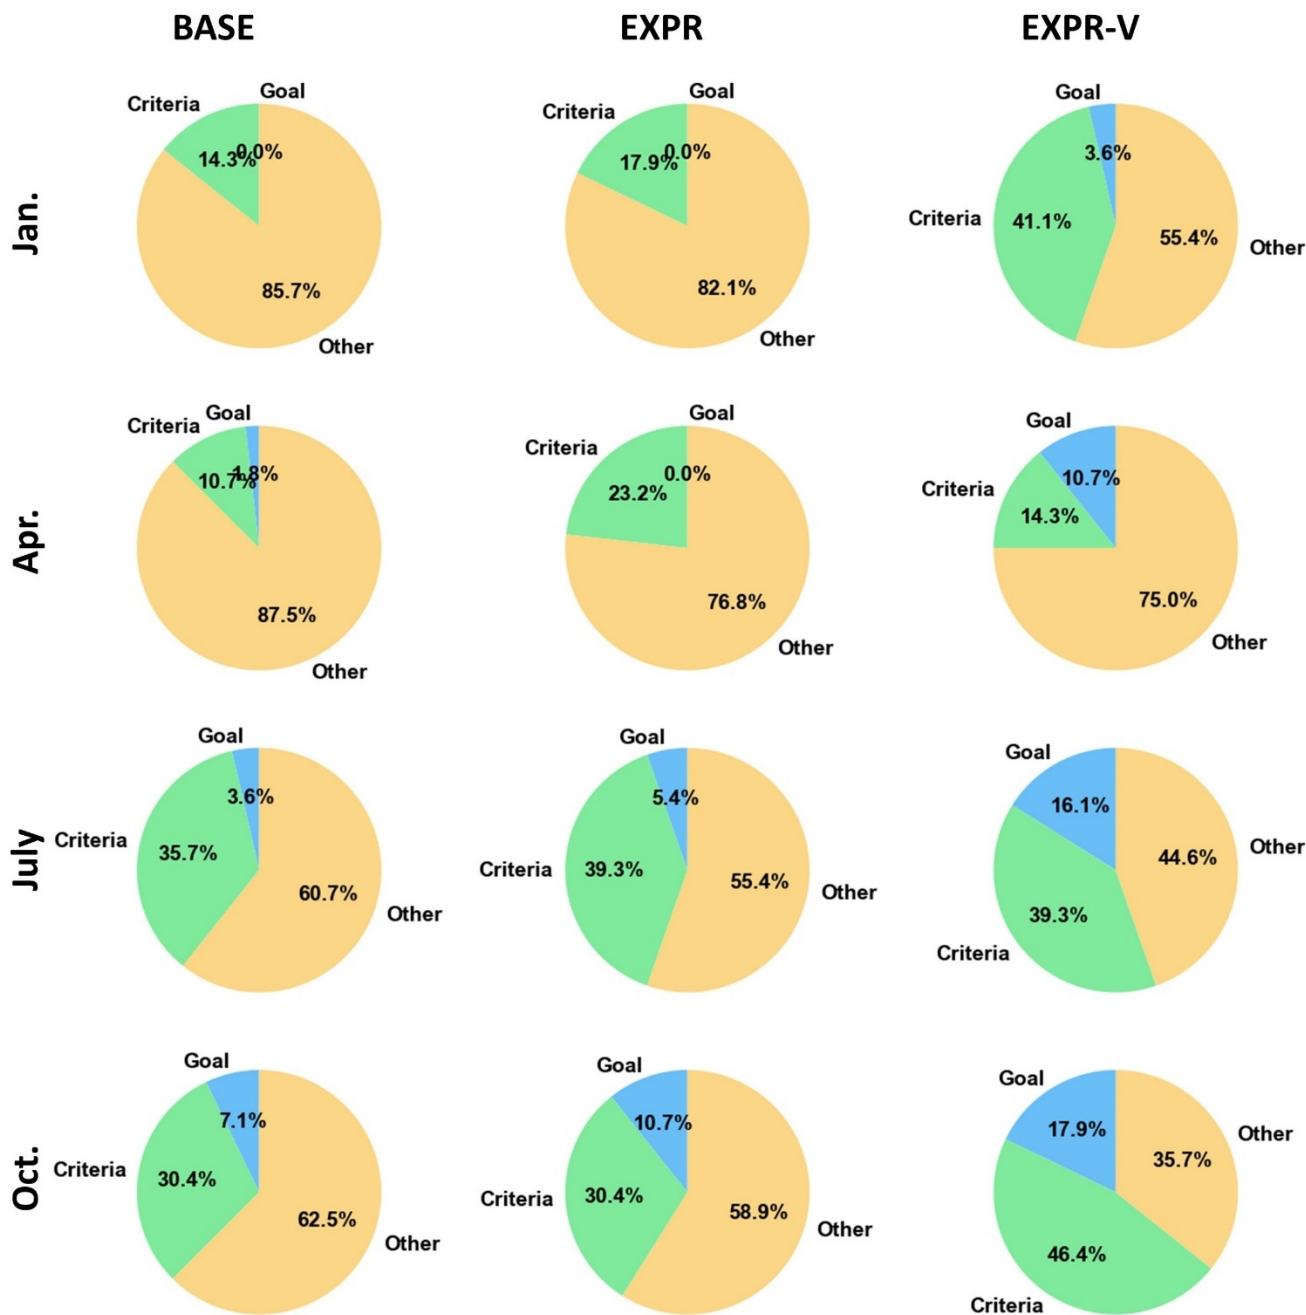 BASE EXPR EXPR-V
Jan.
Criteria Goal
14.3% 0.0%
85.7%
Other
Criteria Goal
17.9% 0.0%
82.1%
Other
Goal
3.6%
Criteria 41.1%
55.4% Other
Apr.
Criteria Goal
10.7% 1.8%
87.5%
Other
Goal
Criteria
0.0%
23.2%
76.8%
Other
Goal
10.7%
Criteria
14.3%
75.0%
Other
July
Goal
3.6%
Criteria 35.7%
60.7% Other
Goal
5.4%
Criteria 39.3%
55.4% Other
Goal
16.1%
44.6% Other
39.3%
Criteria
Oct.
Goal
7.1%
Criteria 30.4%
62.5%
Other
Goal
10.7%
Criteria 30.4%
58.9%
Other
Goal
17.9%
Other
35.7%
46.4%
Criteria